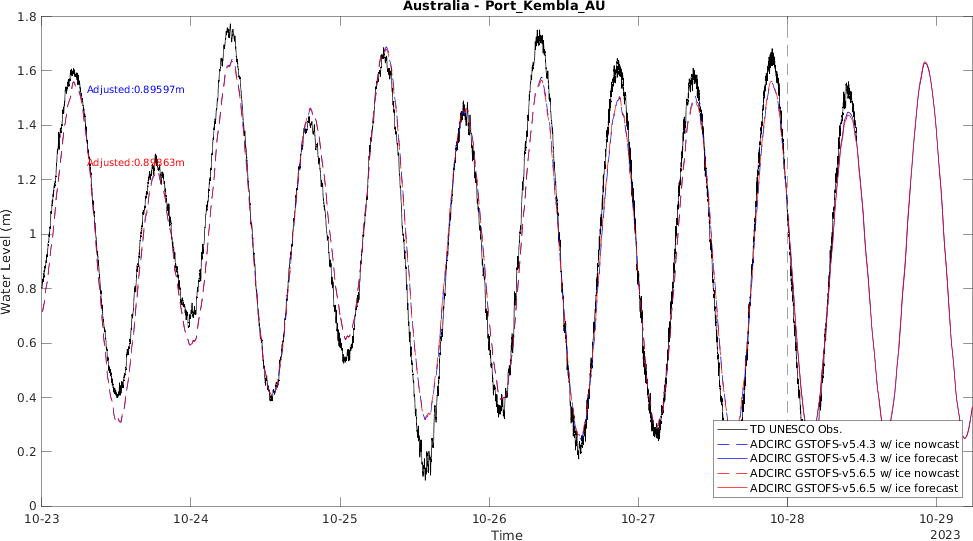 Australia - Port_Kembla_AU
1.8
1.6
1.4
1.2
1
0.8
0.6
0.4
0.2
0
Water Level (m)
Adjusted:0.89597m
TD UNESCO Obs.
ADCIRC GSTOFS-v5.4.3 w/ ice nowcast
ADCIRC GSTOFS-v5.4.3 w/ ice forecast
ADCIRC GSTOFS-v5.6.5 w/ ice nowcast
ADCIRC GSTOFS-v5.6.5 w/ ice forecast
10-23
10-24
10-25
10-26
10-27
10-28
10-29
Time
2023